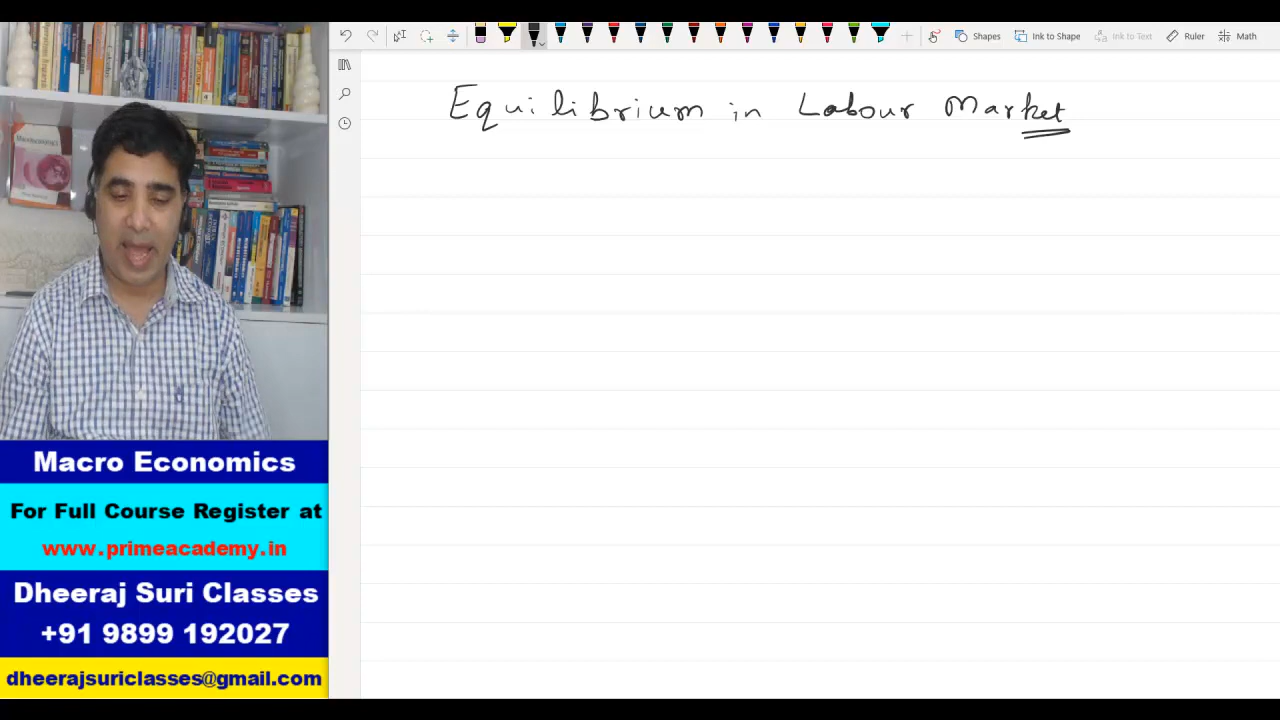 Shapes Ink to Shape Ink to Text Ruler Math
Equilibrium in Labour Market
Macro Economics
For Full Course Register at
www.primeacademy.in
Dheeraj Suri Classes
+91 9899 192027
dheerajsuriclasses@gmail.com